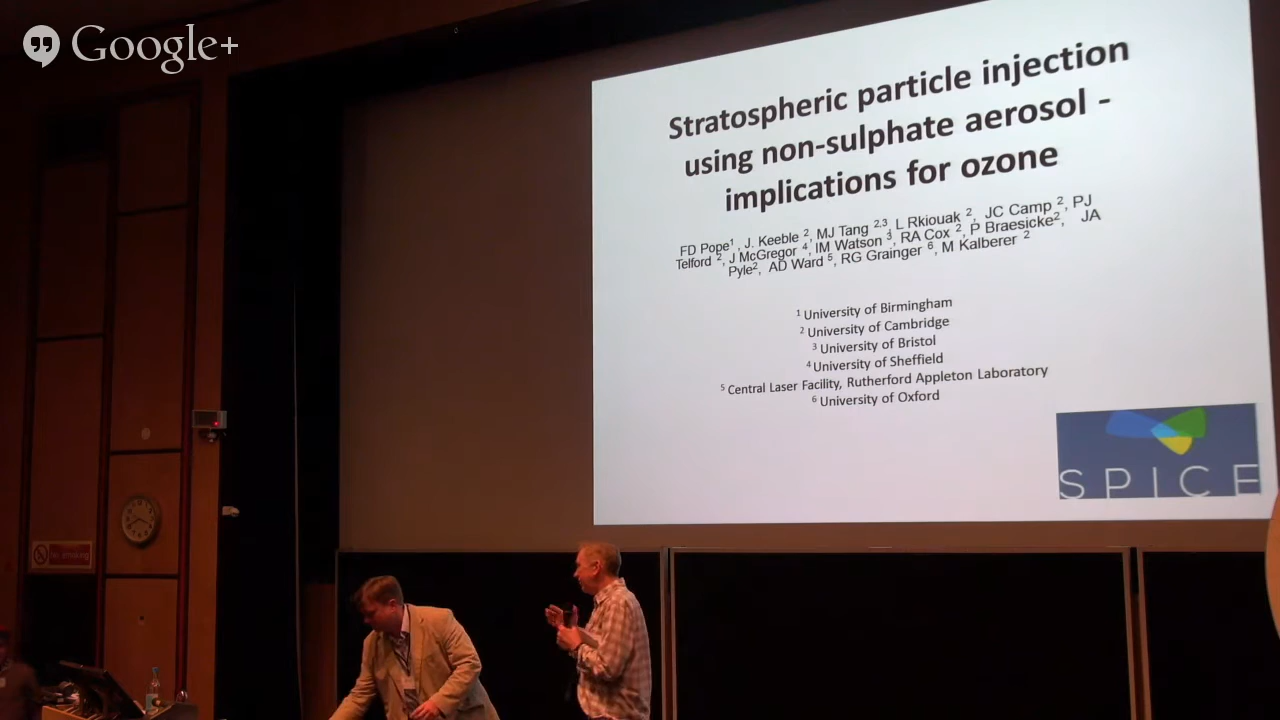 Google+
Stratospheric particle injection
using non-sulphate aerosol -
implications for ozone
FD Pope1, J. Keeble 2, MJ Tang 2,3, L Rkiouak 2, JC Camp 2, PJ
Telford 2, J McGregor 4, IM Watson 3, RA Cox 2, P Braesicke2, JA
Pyle2, AD Ward 5, RG Grainger 6, M Kalberer 2
1 University of Birmingham
2 University of Cambridge
3 University of Bristol
4 University of Sheffield
5 Central Laser Facility, Rutherford Appleton Laboratory
6 University of Oxford
SPICE
No smoking